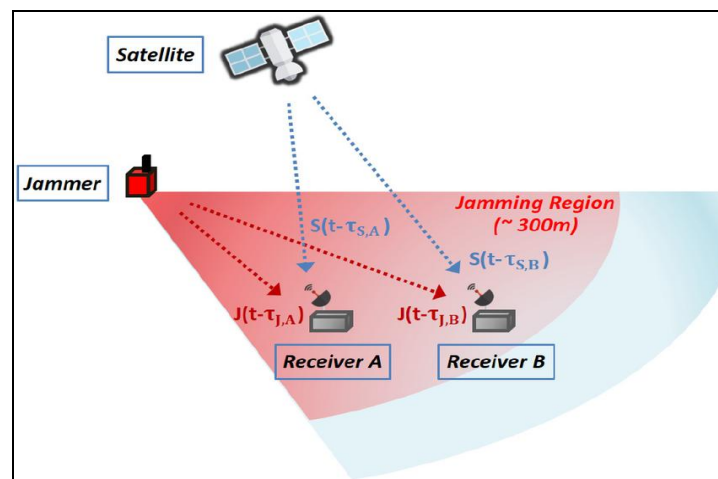 Satellite
Jammer
Jamming Region
(~ 300m)
S(t-τS,A)
S(t-τS,B)
J(t-τJ,A)
J(t-τJ,B)
Receiver A
Receiver B